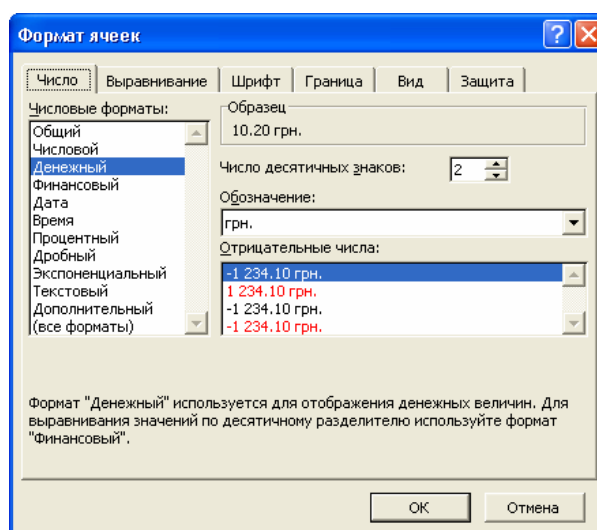 Формат ячеек
Число
Выравнивание
Шрифт
Граница
Вид
Защита
Числовые форматы:
Общий
Числовой
Денежный
Финансовый
Дата
Время
Процентный
Дробный
Экспоненциальный
Текстовый
Дополнительный
(все форматы)
Образец
10.20 грн.
Число десятичных знаков:
2
Обозначение:
грн.
Отрицательные числа:
-1 234.10 грн.
1 234.10 грн.
-1 234.10 грн.
-1 234.10 грн.
Формат "Денежный" используется для отображения денежных величин. Для
выравнивания значений по десятичному разделителю используйте формат
"Финансовый".
ОК
Отмена